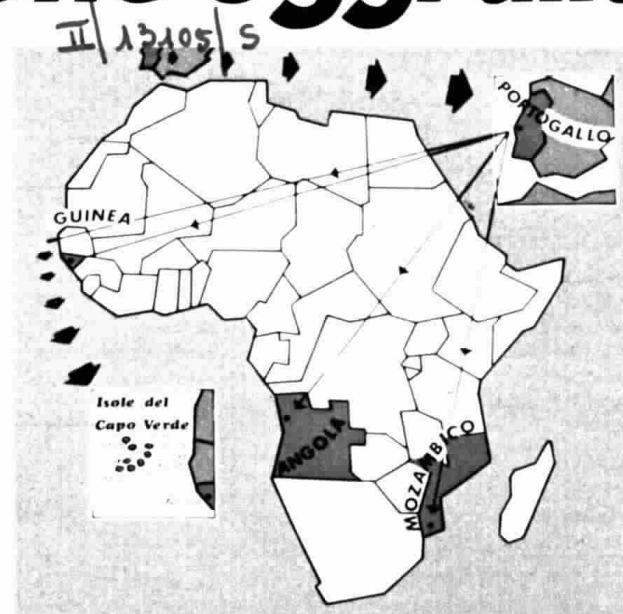 II/13105/S
PORTOGALLO
GUINEA
Isole del
Capo Verde
ANGOLA
MOZAMBICO